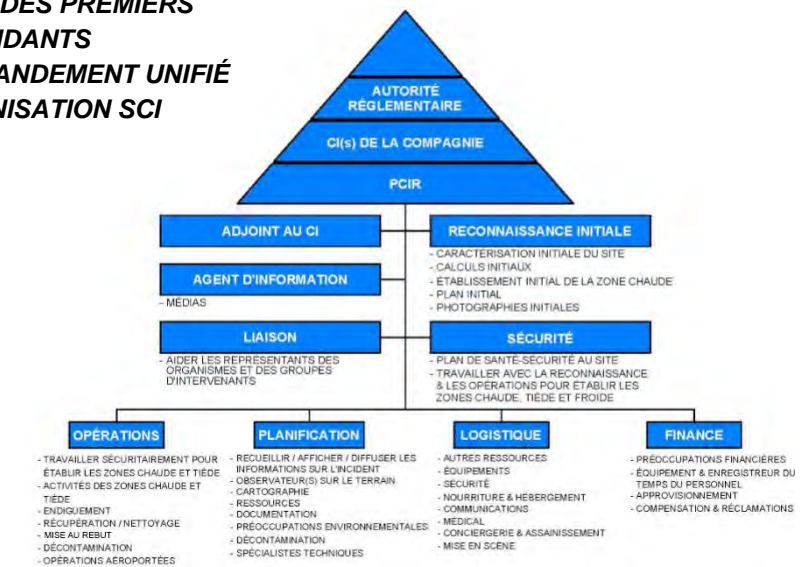 DES PREMIERS
NDANTS
ANDEMENT UNIFIÉ
NISATION SCI
AUTORITÉ
RÉGLEMENTAIRE
CI(s) DE LA COMPAGNIE
PCIR
ADJOINT AU CI
RECONNAISSANCE INITIALE
- CARACTÉRISATION INITIALE DU SITE
- CALCULS INITIAUX
- ÉTABLISSEMENT INITIAL DE LA ZONE CHAUDE
- PLAN INITIAL
- PHOTOGRAPHIES INITIALES
AGENT D'INFORMATION
- MÉDIAS
LIAISON
- AIDER LES REPRÉSENTANTS DES
ORGANISMES ET DES GROUPES
D'INTERVENANTS
SÉCURITÉ
- PLAN DE SANTÉ-SÉCURITÉ AU SITE
- TRAVAILLER AVEC LA RECONNAISSANCE
& LES OPÉRATIONS POUR ÉTABLIR LES
ZONES CHAUDE, TIÈDE ET FROIDE
OPÉRATIONS
- TRAVAILLER SÉCURITAIREMENT POUR
ÉTABLIR LES ZONES CHAUDE ET TIÈDE
- ACTIVITÉS DES ZONES CHAUDE ET
TIÈDE
- ENDIGUEMENT
- RÉCUPÉRATION / NETTOYAGE
- MISE AU REBUT
- DÉCONTAMINATION
- OPÉRATIONS AÉROPORTÉES
PLANIFICATION
- RECUEILLIR / AFFICHER / DIFFUSER LES
INFORMATIONS SUR L'INCIDENT
- OBSERVATEUR(S) SUR LE TERRAIN
- CARTOGRAPHIE
- RESSOURCES
- DOCUMENTATION
- PRÉOCCUPATIONS ENVIRONNEMENTALES
- DÉCONTAMINATION
- SPÉCIALISTES TECHNIQUES
LOGISTIQUE
- AUTRES RESSOURCES
- ÉQUIPEMENTS
- SÉCURITÉ
- NOURRITURE & HÉBERGEMENT
- COMMUNICATIONS
- MÉDICAL
- CONCIERGERIE & ASSAINISSEMENT
- MISE EN SCÈNE
FINANCE
- PRÉOCCUPATIONS FINANCIÈRES
- ÉQUIPEMENT & ENREGISTREUR DU
TEMPS DU PERSONNEL
- APPROVISIONNEMENT
- COMPENSATION & RÉCLAMATIONS